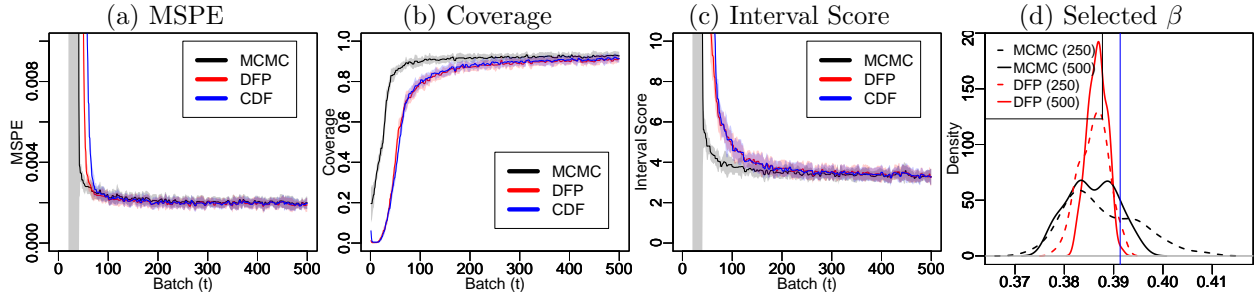 (a) MSPE
MSPE
0.000
0.004
0.008
MCMC
DFP
CDF
0 100 200 300 400 500
Batch (t)
(b) Coverage
Coverage
0.0 0.2 0.4 0.6 0.8 1.0
MCMC
DFP
CDF
0 100 200 300 400 500
Batch (t)
(c) Interval Score
Interval Score
0 2 4 6 8 10
MCMC
DFP
CDF
0 100 200 300 400 500
Batch (t)
(d) Selected β
Density
0 50 100 150 20
MCMC (250)
MCMC (500)
DFP (250)
DFP (500)
0.37 0.38 0.39 0.40 0.41